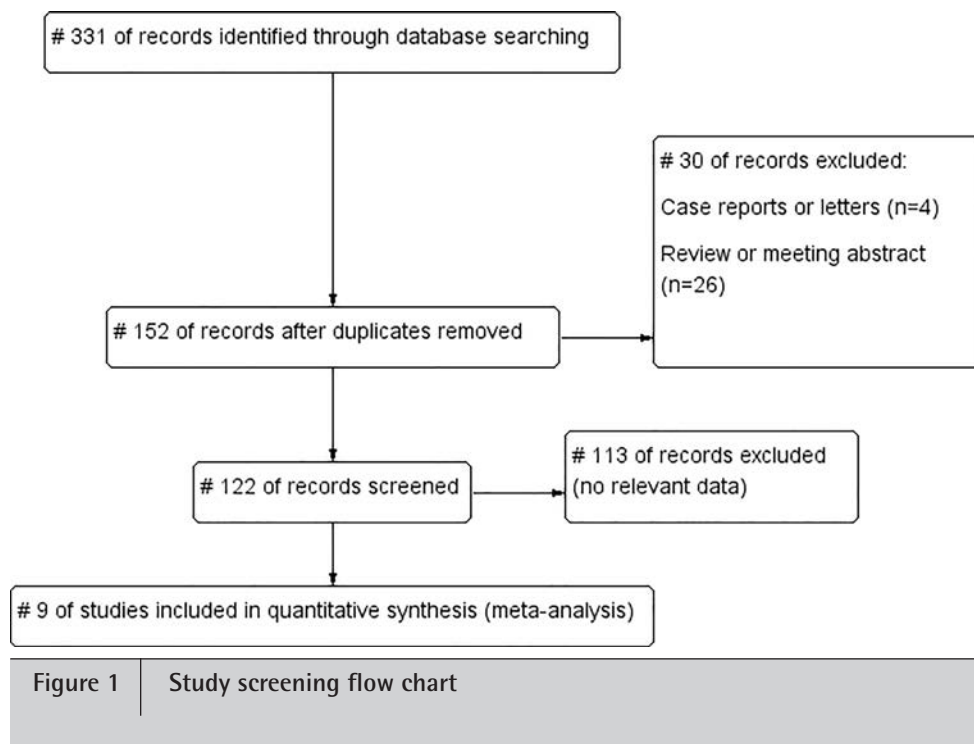 # 331 of records identified through database searching
# 30 of records excluded:
Case reports or letters (n=4)
Review or meeting abstract
(n=26)
# 152 of records after duplicates removed
# 113 of records excluded
(no relevant data)
# 122 of records screened
# 9 of studies included in quantitative synthesis (meta-analysis)
Figure 1 Study screening flow chart